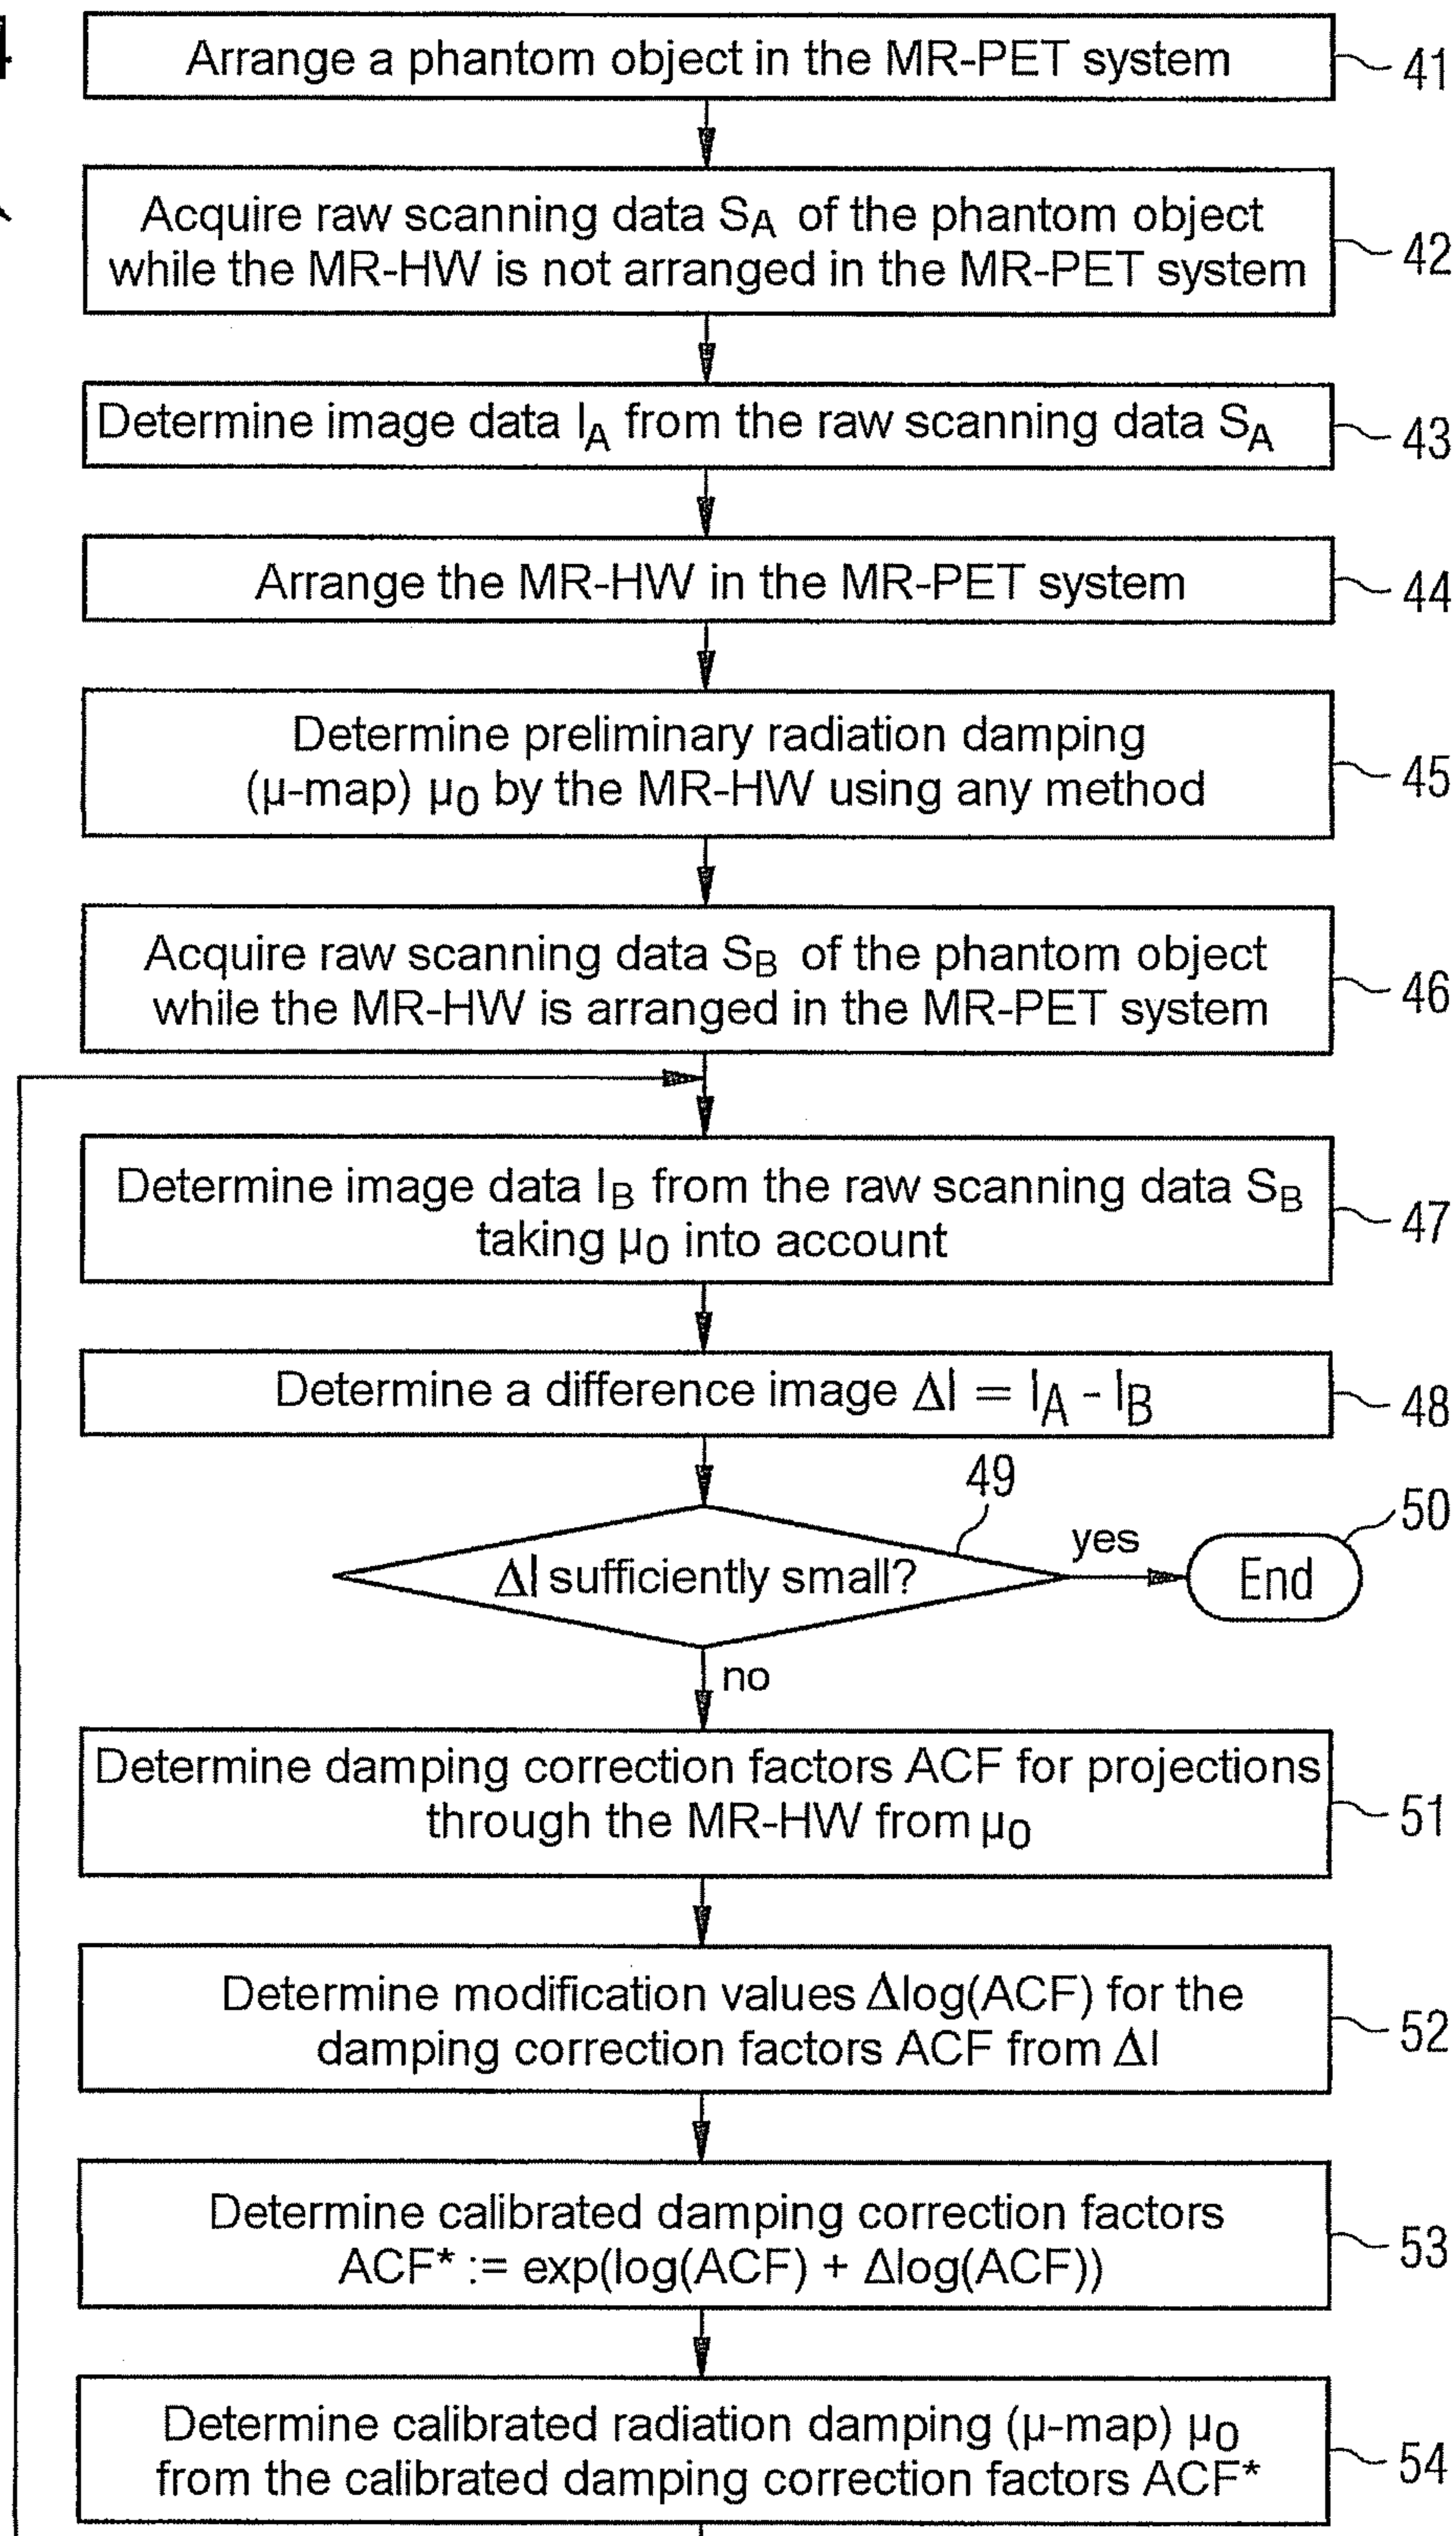 4
Arrange a phantom object in the MR-PET system
41
Acquire raw scanning data SA of the phantom object
while the MR-HW is not arranged in the MR-PET system
42
Determine image data IA from the raw scanning data SA
43
Arrange the MR-HW in the MR-PET system
44
Determine preliminary radiation damping
(μ-map) μ0 by the MR-HW using any method
45
Acquire raw scanning data SB of the phantom object
while the MR-HW is arranged in the MR-PET system
46
Determine image data IB from the raw scanning data SB
taking μ0 into account
47
Determine a difference image ΔI = IA - IB
48
49
ΔI sufficiently small?
yes
50
End
no
Determine damping correction factors ACF for projections
through the MR-HW from μ0
51
Determine modification values Δlog(ACF) for the
damping correction factors ACF from ΔI
52
Determine calibrated damping correction factors
ACF* := exp(log(ACF) + Δlog(ACF))
53
Determine calibrated radiation damping (μ-map) μ0
from the calibrated damping correction factors ACF*
54